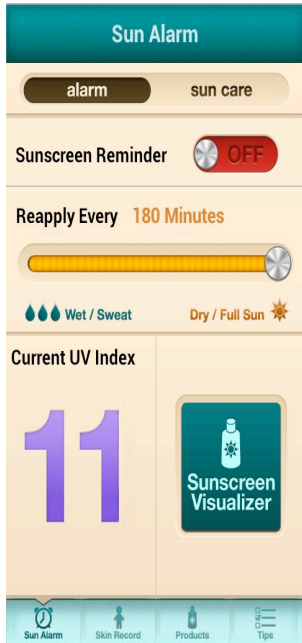 Sun Alarm
alarm sun care
Sunscreen Reminder OFF
Reapply Every 180 Minutes
Wet / Sweat Dry / Full Sun
Current UV Index
11
Sunscreen
Visualizer
Sun Alarm Skin Record Products Tips